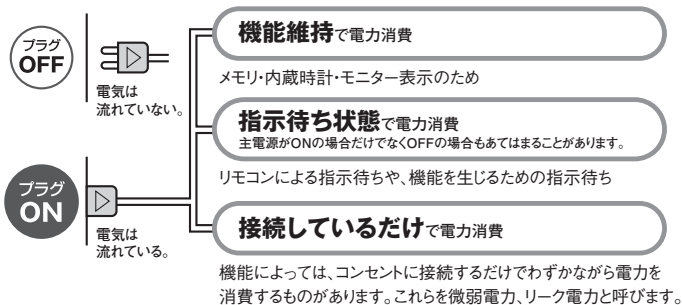 プラグ
OFF
電気は
流れていない。
プラグ
ON
電気は
流れている。
機能維持で電力消費
メモリ・内蔵時計・モニター表示のため
指示待ち状態で電力消費
主電源がONの場合だけでなくOFFの場合もあてはまることがあります。
リモコンによる指示待ちや、機能を生じるための指示待ち
接続しているだけで電力消費
機能によっては、コンセントに接続するだけでわずかながら電力を
消費するものがあります。これらを微弱電力、リーク電力と呼びます。